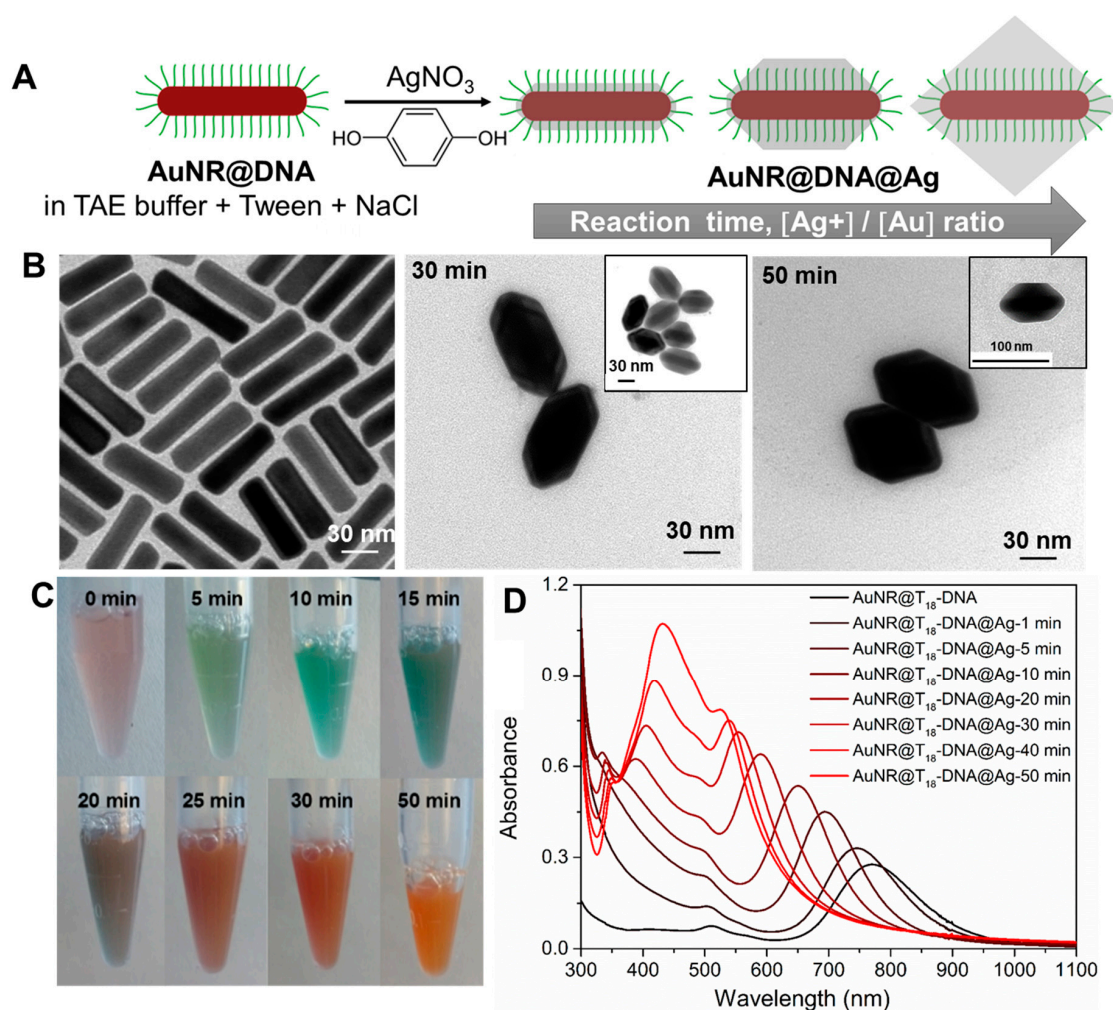 A
AgNO3
HO
OH
AuNR@DNA
in TAE buffer + Tween + NaCl
AuNR@DNA@Ag
Reaction time, [Ag+] / [Au] ratio
B
30 nm
30 min
30 nm
30 nm
50 min
100 nm
30 nm
C
0 min
5 min
10 min
15 min
20 min
25 min
30 min
50 min
D
AuNR@T18-DNA
AuNR@T18-DNA@Ag-1 min
AuNR@T18-DNA@Ag-5 min
AuNR@T18-DNA@Ag-10 min
AuNR@T18-DNA@Ag-20 min
AuNR@T18-DNA@Ag-30 min
AuNR@T18-DNA@Ag-40 min
AuNR@T18-DNA@Ag-50 min
1.2
0.9
0.6
0.3
0.0
Absorbance
300 400 500 600 700 800 900 1000 1100
Wavelength (nm)